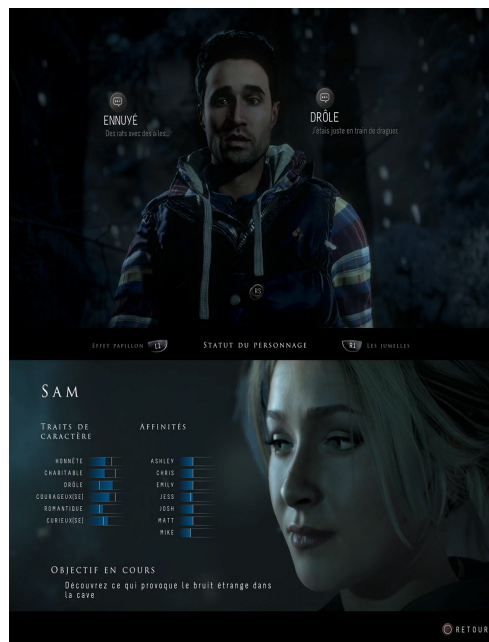 ENNUYÉ
Des rats avec des ailes...
DRÔLE
J'étais juste en train de draguer.
RS
EFFET PAPILLON L1 STATUT DU PERSONNAGE R1 LES JUMELLES
SAM
TRAITS DE
CARACTÈRE
HONNÊTE
CHARITABLE
DRÔLE
COURAGEUX(SE)
ROMANTIQUE
CURIEUX(SE)
AFFINITÉS
ASHLEY
CHRIS
EMILY
JESS
JOSH
MATT
MIKE
OBJECTIF EN COURS
Découvrez ce qui provoque le bruit étrange dans
la cave
RETOUR